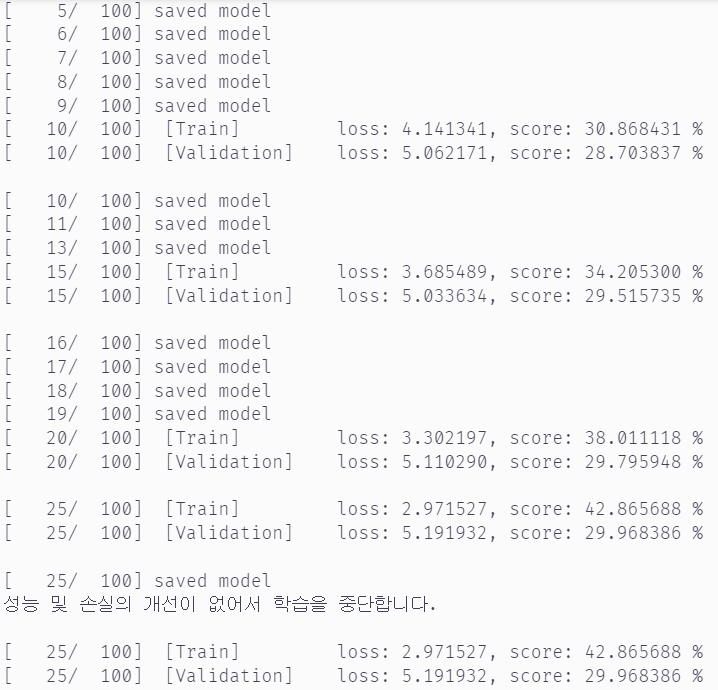 [    5/  100] saved model
[    6/  100] saved model
[    7/  100] saved model
[    8/  100] saved model
[    9/  100] saved model
[   10/  100]  [Train]         loss: 4.141341, score: 30.868431 %
[   10/  100]  [Validation]    loss: 5.062171, score: 28.703837 %
[   10/  100] saved model
[   11/  100] saved model
[   13/  100] saved model
[   15/  100]  [Train]         loss: 3.685489, score: 34.205300 %
[   15/  100]  [Validation]    loss: 5.033634, score: 29.515735 %
[   16/  100] saved model
[   17/  100] saved model
[   18/  100] saved model
[   19/  100] saved model
[   20/  100]  [Train]         loss: 3.302197, score: 38.011118 %
[   20/  100]  [Validation]    loss: 5.110290, score: 29.795948 %
[   25/  100]  [Train]         loss: 2.971527, score: 42.865688 %
[   25/  100]  [Validation]    loss: 5.191932, score: 29.968386 %
[   25/  100] saved model
성능 및 손실의 개선이 없어서 학습을 중단합니다.
[   25/  100]  [Train]         loss: 2.971527, score: 42.865688 %
[   25/  100]  [Validation]    loss: 5.191932, score: 29.968386 %